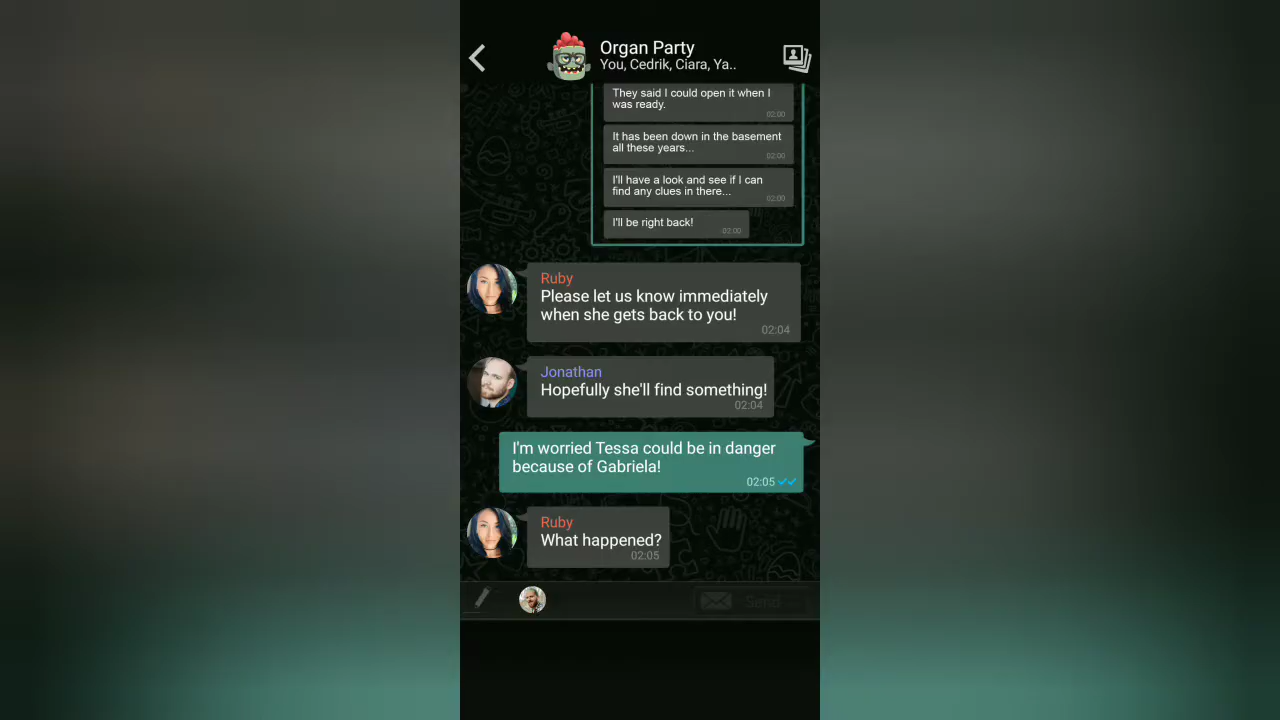 Organ Party
You, Cedrik, Ciara, Ya..
They said I could open it when I
was ready.
02:00
It has been down in the basement
all these years...
02:00
I'll have a look and see if I can
find any clues in there...
02:00
I'll be right back!
02:00
Ruby
Please let us know immediately
when she gets back to you!
02:04
Jonathan
Hopefully she'll find something!
02:04
I'm worried Tessa could be in danger
because of Gabriela!
02:05
Ruby
What happened?
02:05
Send